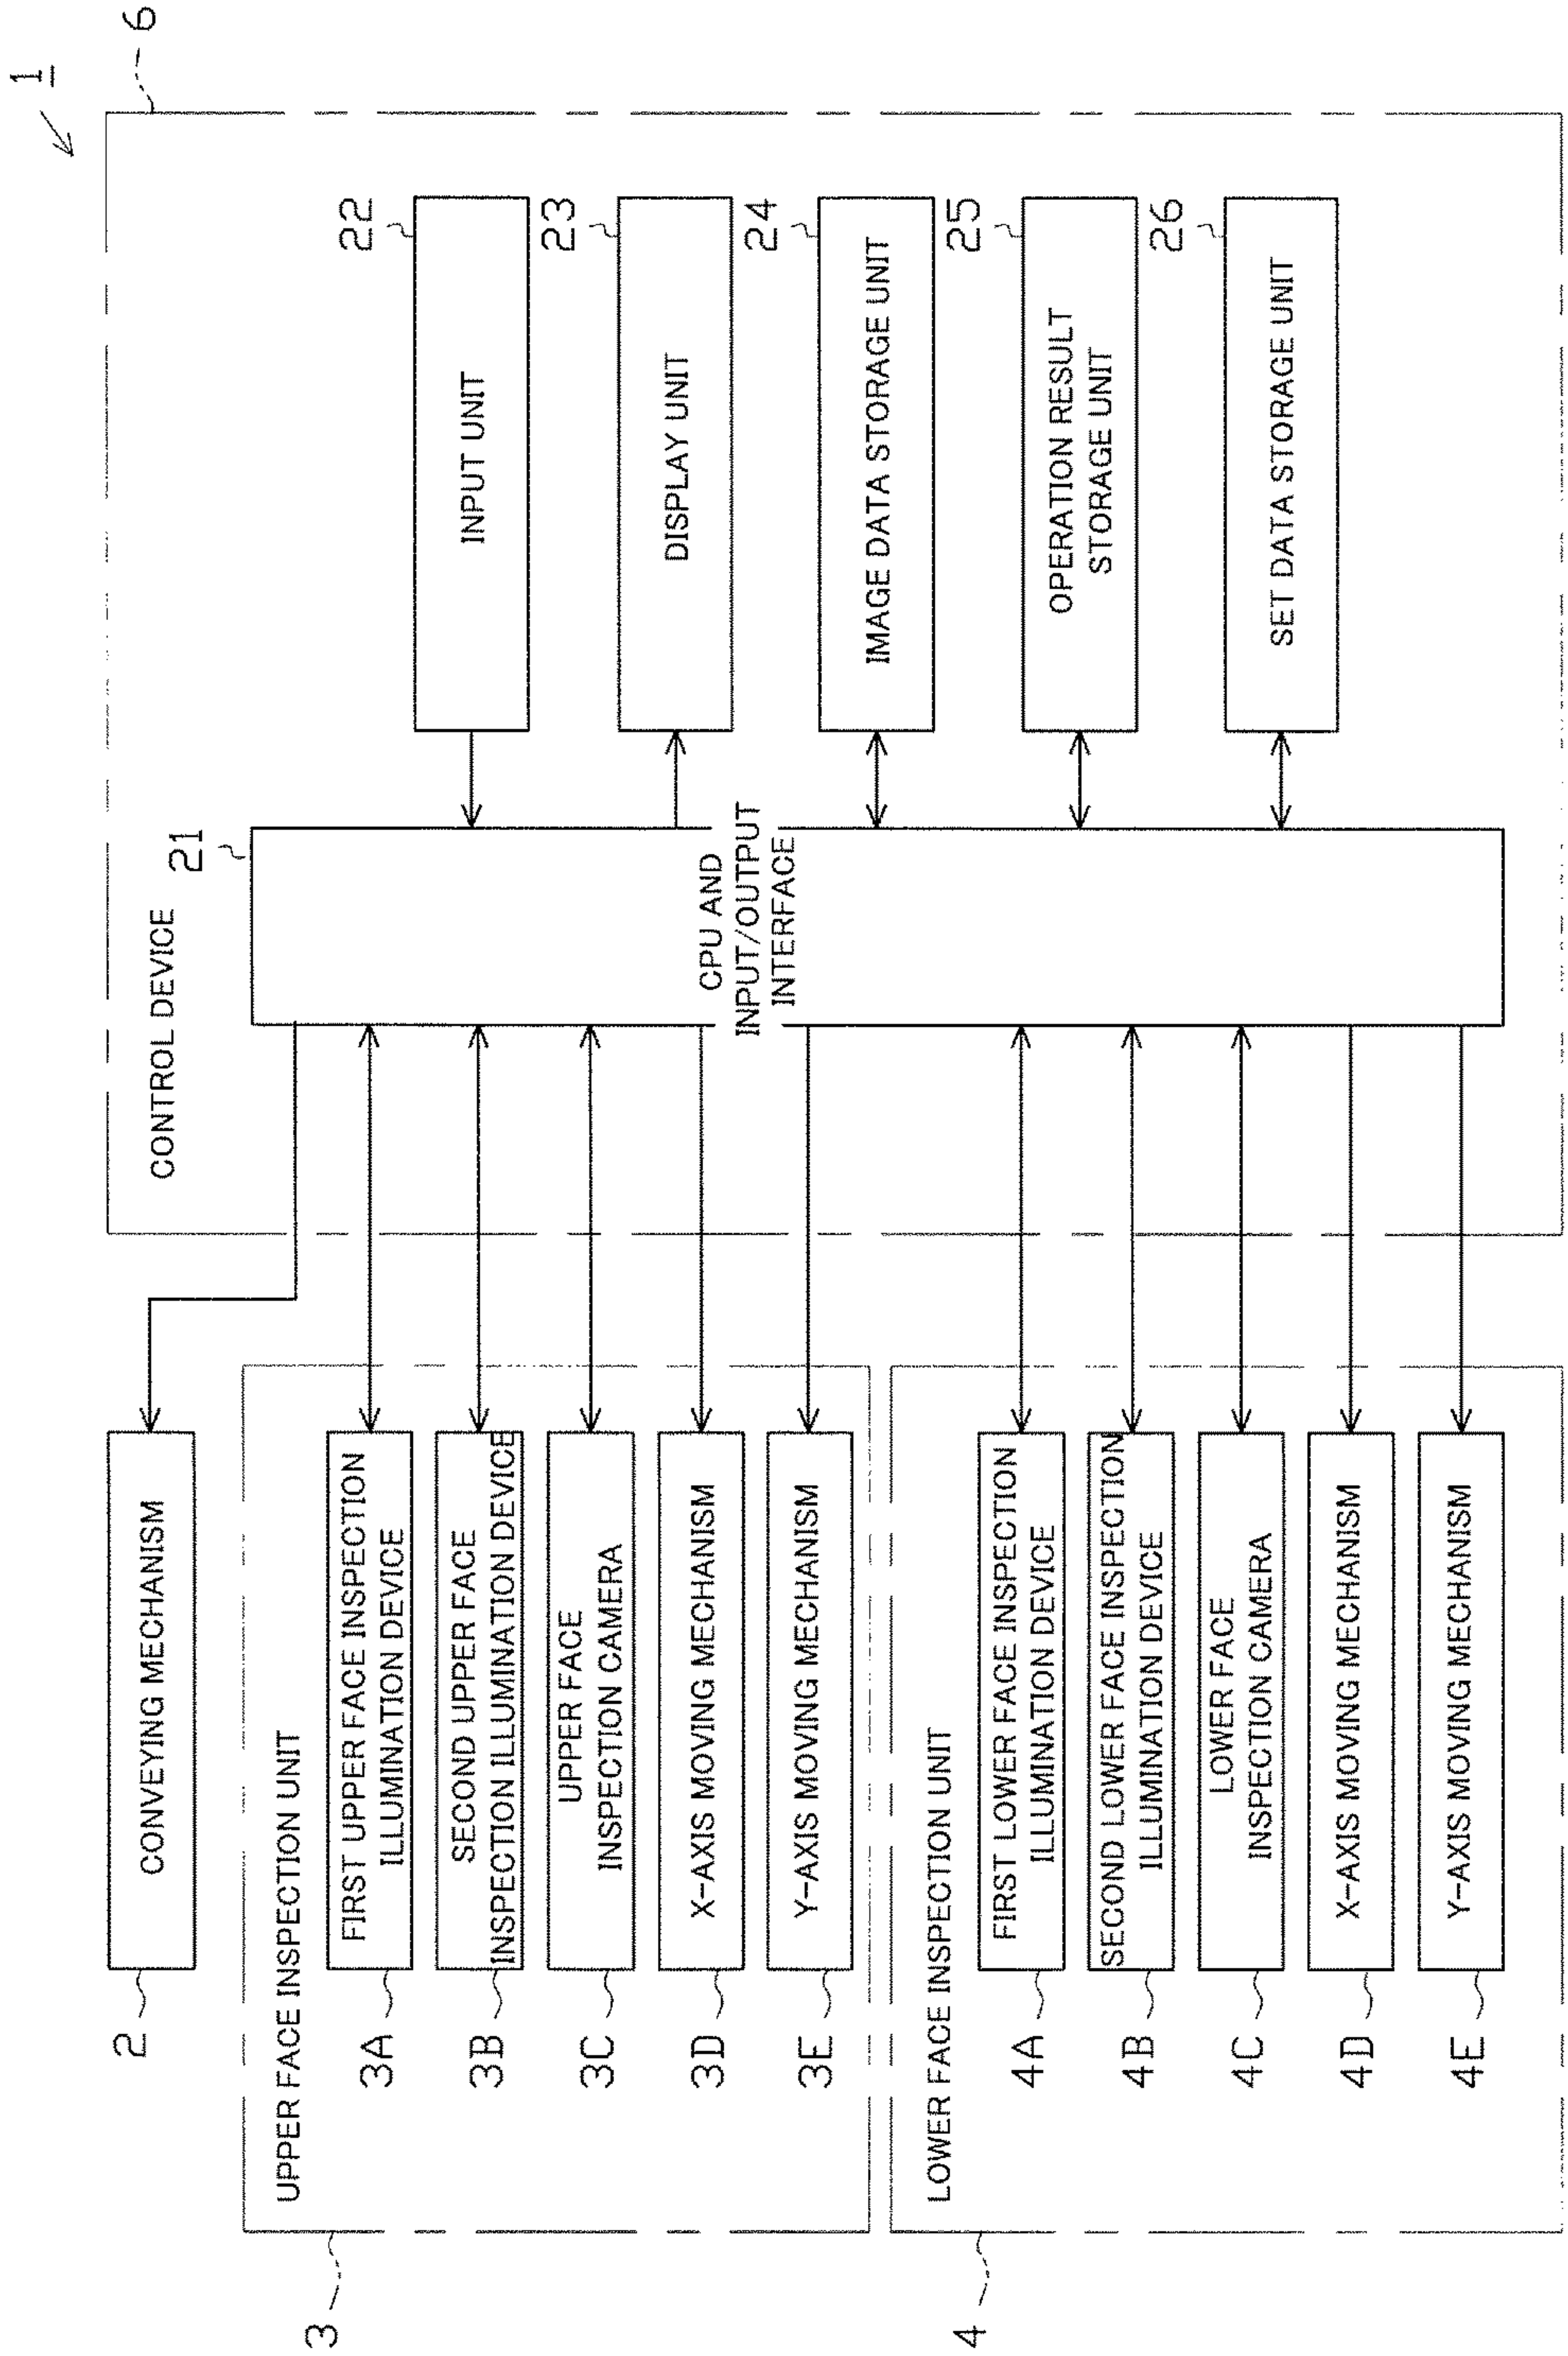 1
6
CONTROL DEVICE
21
CPU AND
INPUT/OUTPUT
INTERFACE
22
INPUT UNIT
23
DISPLAY UNIT
24
IMAGE DATA STORAGE UNIT
25
OPERATION RESULT
STORAGE UNIT
26
SET DATA STORAGE UNIT
2
CONVEYING MECHANISM
3
UPPER FACE INSPECTION UNIT
3A
FIRST UPPER FACE INSPECTION
ILLUMINATION DEVICE
3B
SECOND UPPER FACE
INSPECTION ILLUMINATION DEVICE
3C
UPPER FACE
INSPECTION CAMERA
3D
X-AXIS MOVING MECHANISM
3E
Y-AXIS MOVING MECHANISM
4
LOWER FACE INSPECTION UNIT
4A
FIRST LOWER FACE INSPECTION
ILLUMINATION DEVICE
4B
SECOND LOWER FACE INSPECTION
ILLUMINATION DEVICE
4C
LOWER FACE
INSPECTION CAMERA
4D
X-AXIS MOVING MECHANISM
4E
Y-AXIS MOVING MECHANISM